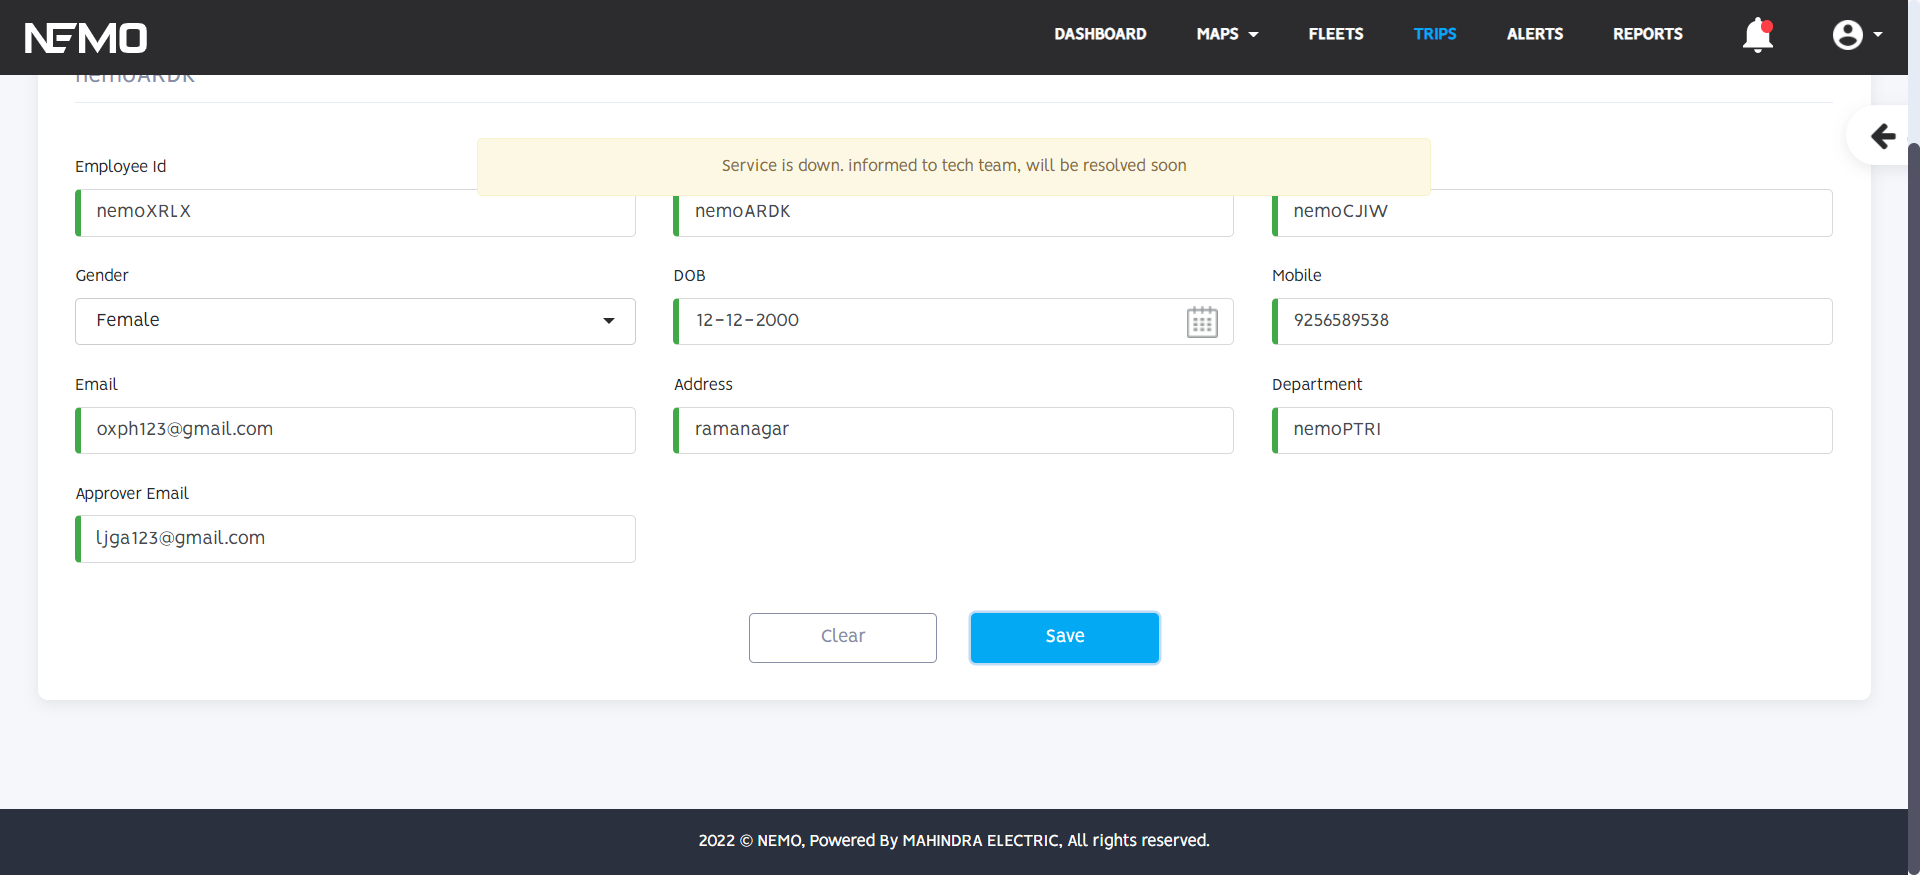 NEMO
DASHBOARD
MAPS
FLEETS
TRIPS
ALERTS
REPORTS
nemoARDK
Service is down. informed to tech team, will be resolved soon
Employee Id
nemoXRLX
nemoARDK
nemoCJIW
Gender
DOB
Mobile
Female
12-12-2000
9256589538
Email
Address
Department
oxph123@gmail.com
ramanagar
nemoPTRI
Approver Email
ljga123@gmail.com
Clear
Save
2022 © NEMO, Powered By MAHINDRA ELECTRIC, All rights reserved.